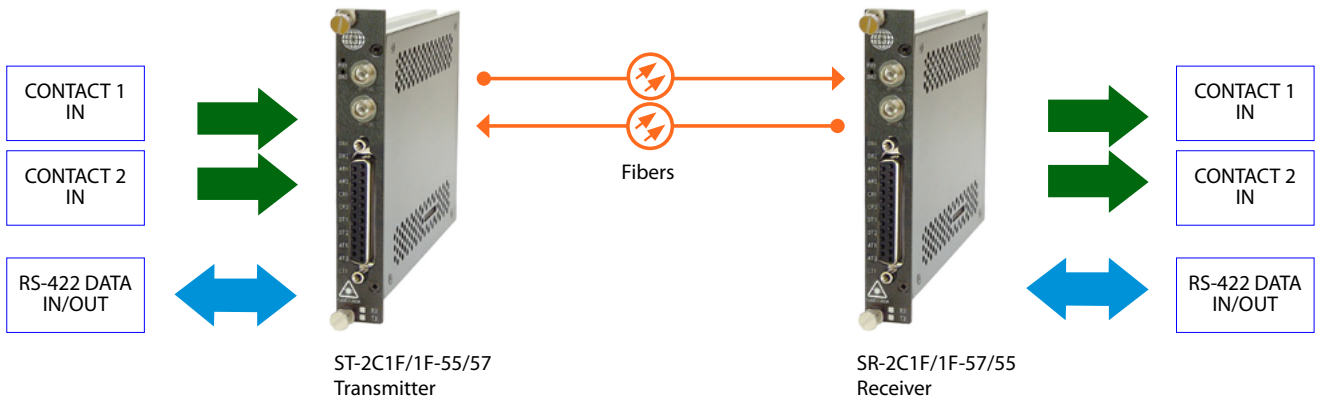 CONTACT 1
IN
CONTACT 2
IN
RS-422 DATA
IN/OUT
Fibers
CONTACT 1
IN
CONTACT 2
IN
RS-422 DATA
IN/OUT
ST-2C1F/1F-55/57
Transmitter
SR-2C1F/1F-57/55
Receiver